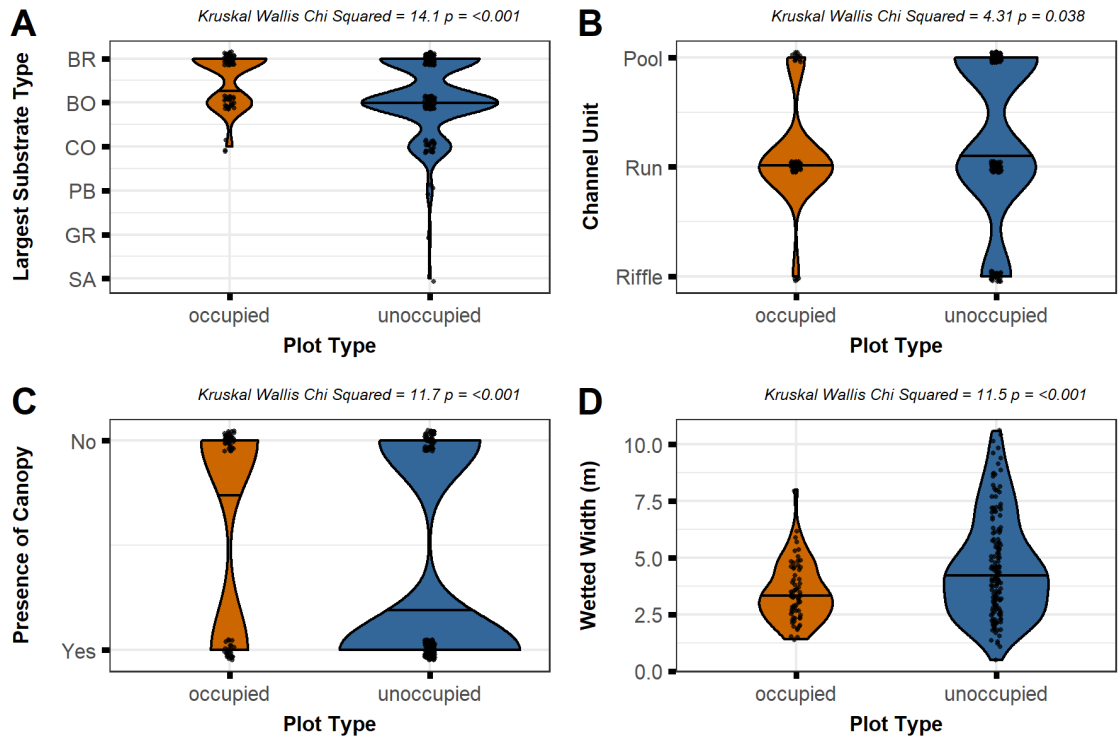 A
Kruskal Wallis Chi Squared = 14.1 p = <0.001
Largest Substrate Type
BR
BO
CO
PB
GR
SA
occupied
unoccupied
Plot Type
B
Kruskal Wallis Chi Squared = 4.31 p = 0.038
Channel Unit
Pool
Run
Riffle
occupied
unoccupied
Plot Type
C
Kruskal Wallis Chi Squared = 11.7 p = <0.001
Presence of Canopy
No
Yes
occupied
unoccupied
Plot Type
D
Kruskal Wallis Chi Squared = 11.5 p = <0.001
Wetted Width (m)
10.0
7.5
5.0
2.5
0.0
occupied
unoccupied
Plot Type